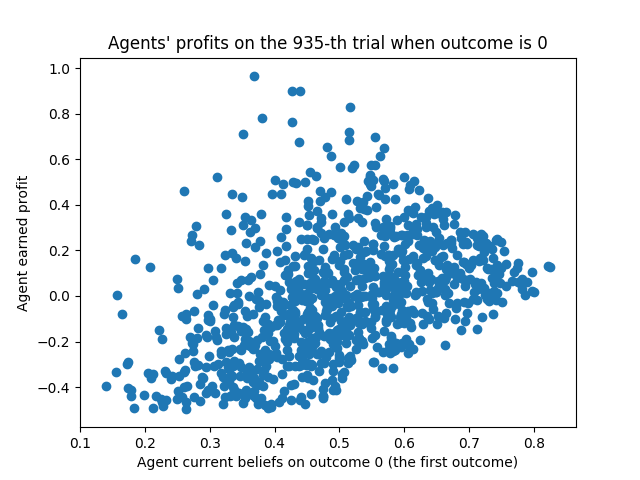 Agents' profits on the 935-th trial when outcome is 0
1.0
0.8
0.6
0.4
0.2
0.0
−0.2
−0.4
Agent earned profit
0.1 0.2 0.3 0.4 0.5 0.6 0.7 0.8
Agent current beliefs on outcome 0 (the first outcome)